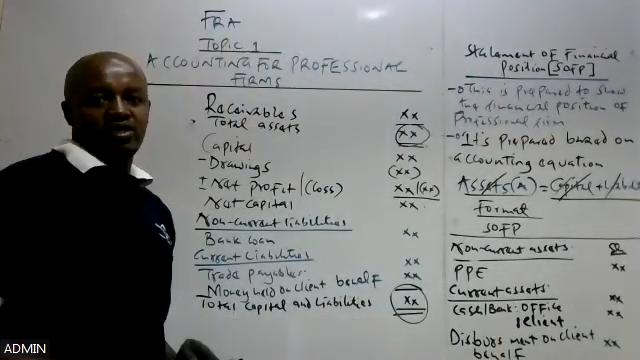 FRA
TOPIC 1
ACCOUNTING FOR PROFESSIONAL
FIRMS
Receivables xx
Total assets xx
Capital xx
- Drawings (xx)
± Net profit/(loss) xx/(xx)
Net capital xx
Non-current liabilities
Bank loan xx
Current liabilities
Trade payables xx
Money held on client behalf xx
Total capital and liabilities xx
Statement of Financial
Position [SOFP]
- This is prepared to show
the financial position of
Professional firm
- It's prepared based on
accounting equation
Assets (A) = Capital + Liabilities
Format
SOFP
Non-current assets
PPE xx
Current assets
Cash/Bank: Office xx
:client
Disbursment on client xx
behalf
ADMIN